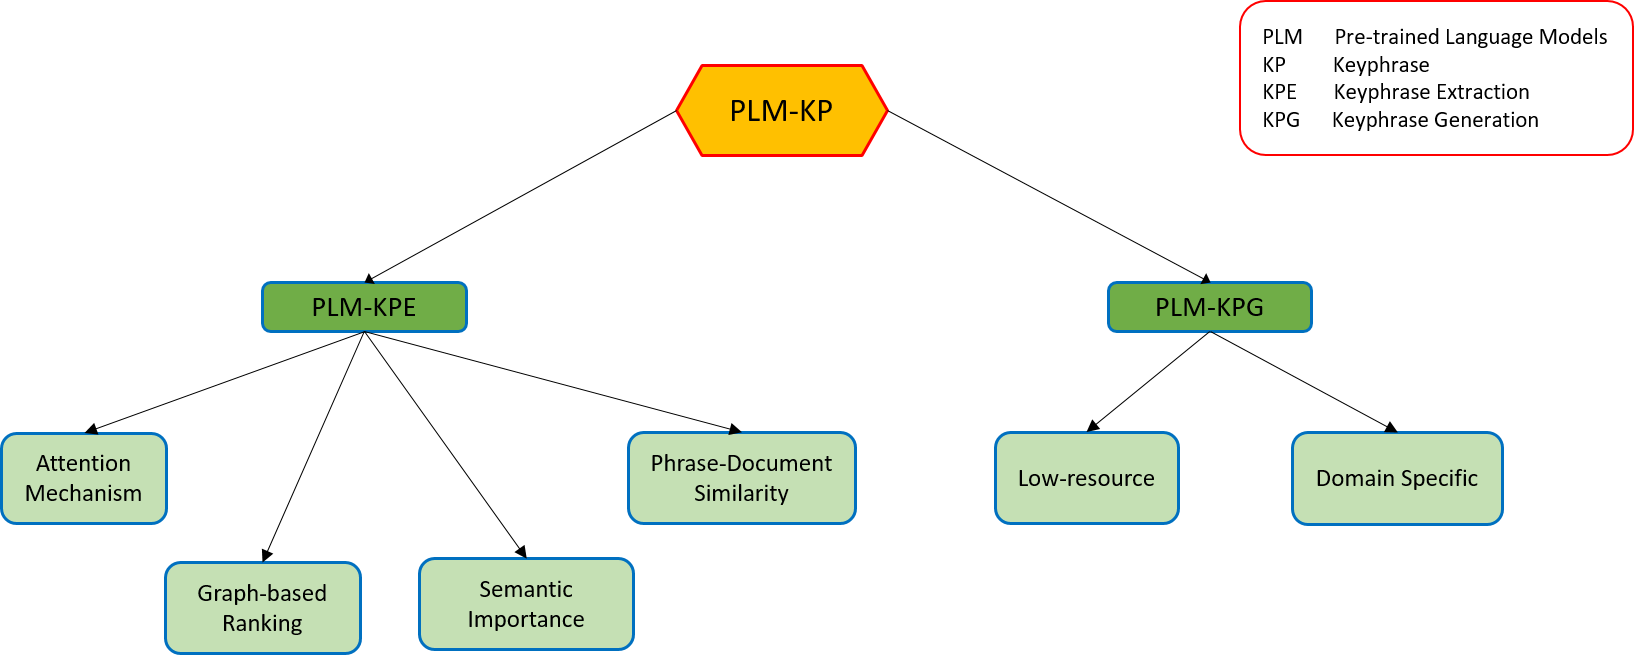 PLM Pre-trained Language Models
KP Keyphrase
KPE Keyphrase Extraction
KPG Keyphrase Generation
PLM-KP
PLM-KPE
PLM-KPG
Attention
Mechanism
Phrase-Document
Similarity
Low-resource
Domain Specific
Graph-based
Ranking
Semantic
Importance